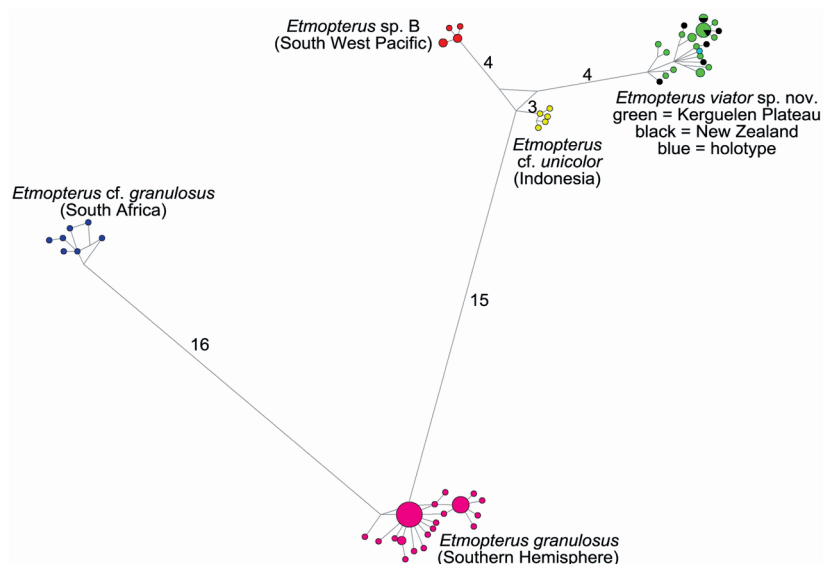 Etmopterus sp. B
(South West Pacific)
4
4
3
Etmopterus viator sp. nov.
green = Kerguelen Plateau
black = New Zealand
blue = holotype
Etmopterus
cf. unicolor
(Indonesia)
Etmopterus cf. granulosus
(South Africa)
15
16
Etmopterus granulosus
(Southern Hemisphere)